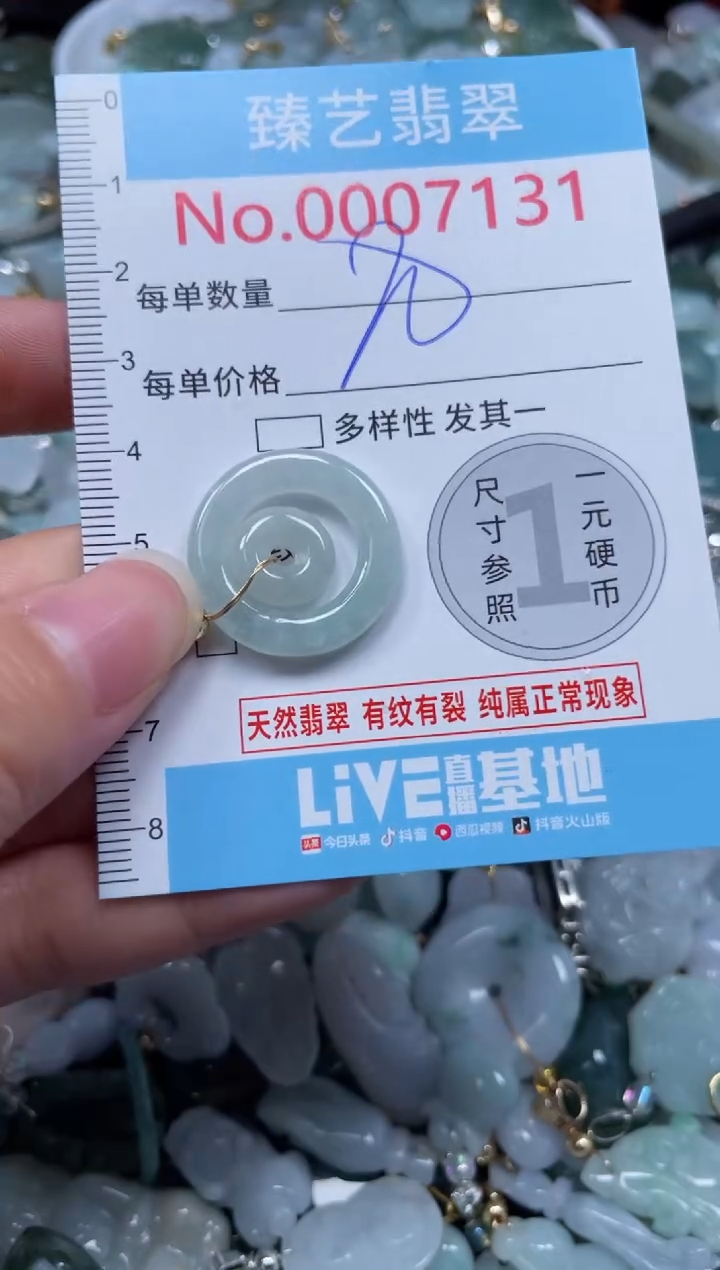 臻艺翡翠
No.0007131
每单数量
每单价格
多样性 发其一
尺寸参照
1
一元硬币
天然翡翠 有纹有裂 纯属正常现象
LiVE直播基地
头条 今日头条 抖音 西瓜视频 抖音火山版
0
1
2
3
4
5
7
8